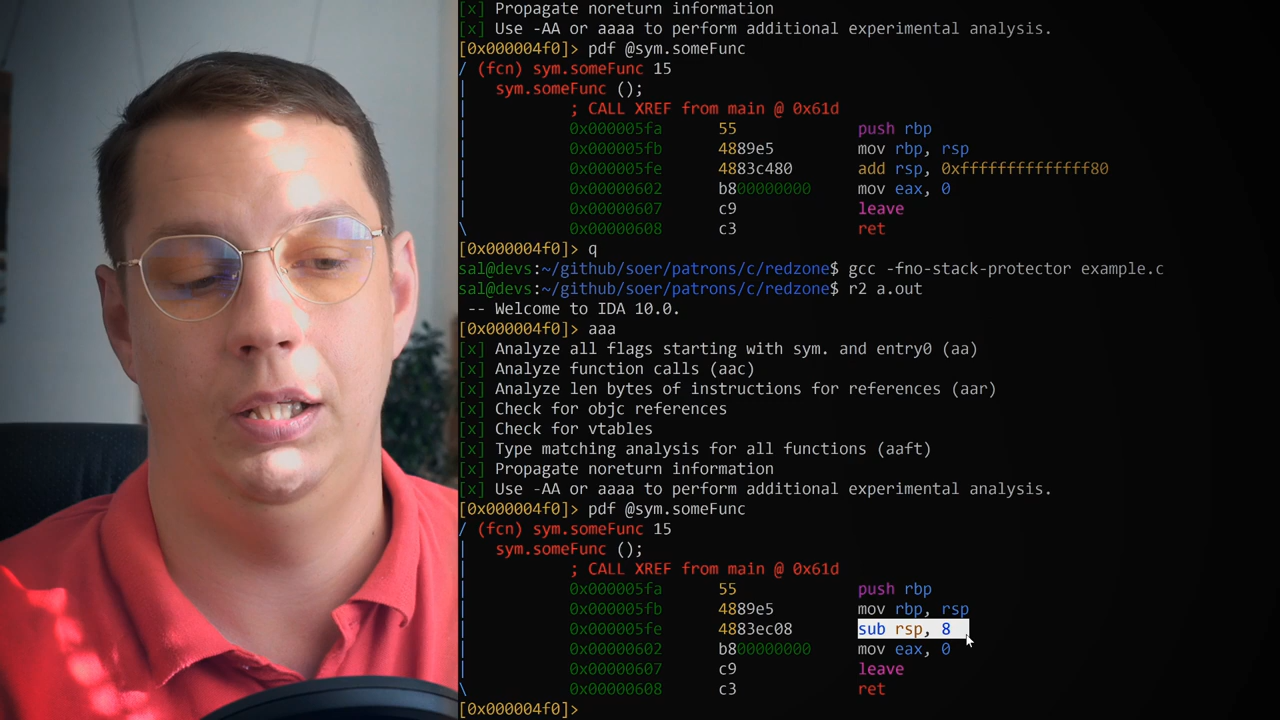 [x] Propagate noreturn information
[x] Use -AA or aaaa to perform additional experimental analysis.
[0x000004f0]> pdf @sym.someFunc
/ (fcn) sym.someFunc 15
|   sym.someFunc ();
|           ; CALL XREF from main @ 0x61d
|           0x000005fa      55             push rbp
|           0x000005fb      4889e5         mov rbp, rsp
|           0x000005fe      4883c480       add rsp, 0xffffffffffffff80
|           0x00000602      b800000000     mov eax, 0
|           0x00000607      c9             leave
\           0x00000608      c3             ret
[0x000004f0]> q
sal@devs:~/github/soer/patrons/c/redzone$ gcc -fno-stack-protector example.c
sal@devs:~/github/soer/patrons/c/redzone$ r2 a.out
-- Welcome to IDA 10.0.
[0x000004f0]> aaa
[x] Analyze all flags starting with sym. and entry0 (aa)
[x] Analyze function calls (aac)
[x] Analyze len bytes of instructions for references (aar)
[x] Check for objc references
[x] Check for vtables
[x] Type matching analysis for all functions (aaft)
[x] Propagate noreturn information
[x] Use -AA or aaaa to perform additional experimental analysis.
[0x000004f0]> pdf @sym.someFunc
/ (fcn) sym.someFunc 15
|   sym.someFunc ();
|           ; CALL XREF from main @ 0x61d
|           0x000005fa      55             push rbp
|           0x000005fb      4889e5         mov rbp, rsp
|           0x000005fe      4883ec08       sub rsp, 8
|           0x00000602      b800000000     mov eax, 0
|           0x00000607      c9             leave
\           0x00000608      c3             ret
[0x000004f0]>